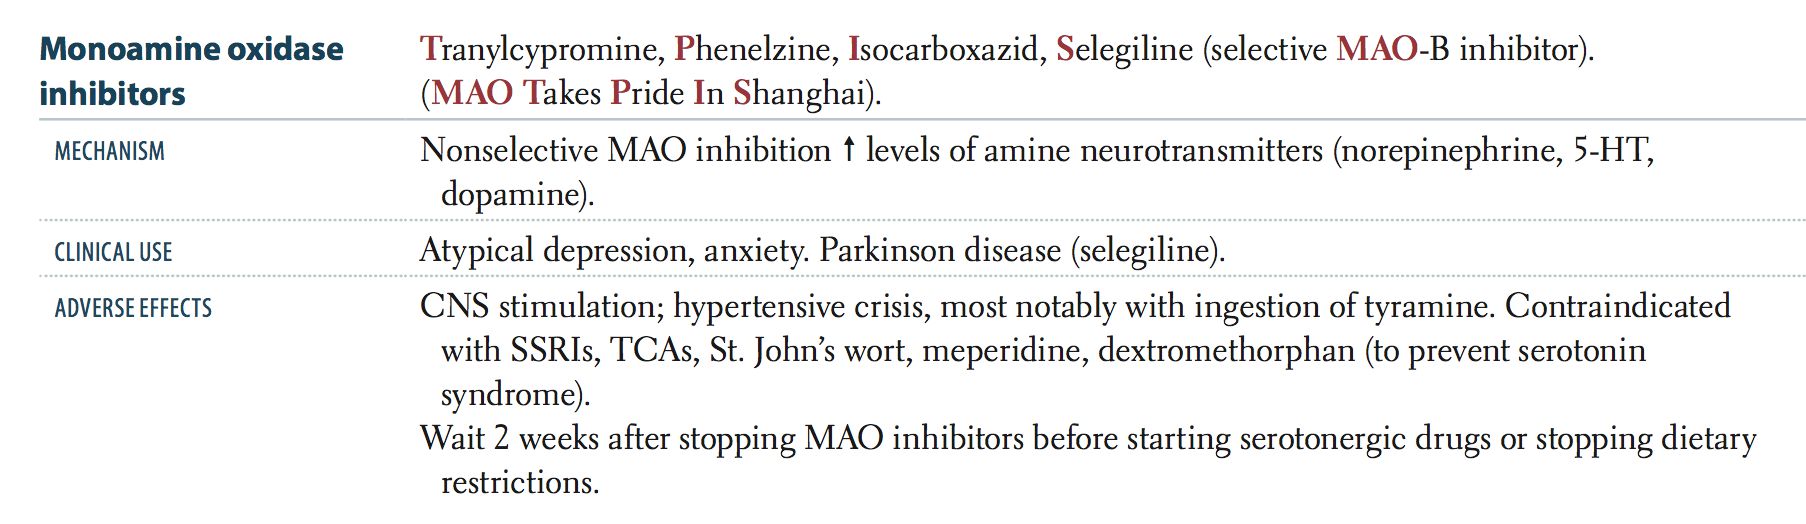 Monoamine oxidase
inhibitors
Tranylcypromine, Phenelzine, Isocarboxazid, Selegiline (selective MAO-B inhibitor).
(MAO Takes Pride In Shanghai).
MECHANISM
Nonselective MAO inhibition ↑ levels of amine neurotransmitters (norepinephrine, 5-HT,
dopamine).
CLINICAL USE
Atypical depression, anxiety. Parkinson disease (selegiline).
ADVERSE EFFECTS
CNS stimulation; hypertensive crisis, most notably with ingestion of tyramine. Contraindicated
with SSRIs, TCAs, St. John’s wort, meperidine, dextromethorphan (to prevent serotonin
syndrome).
Wait 2 weeks after stopping MAO inhibitors before starting serotonergic drugs or stopping dietary
restrictions.